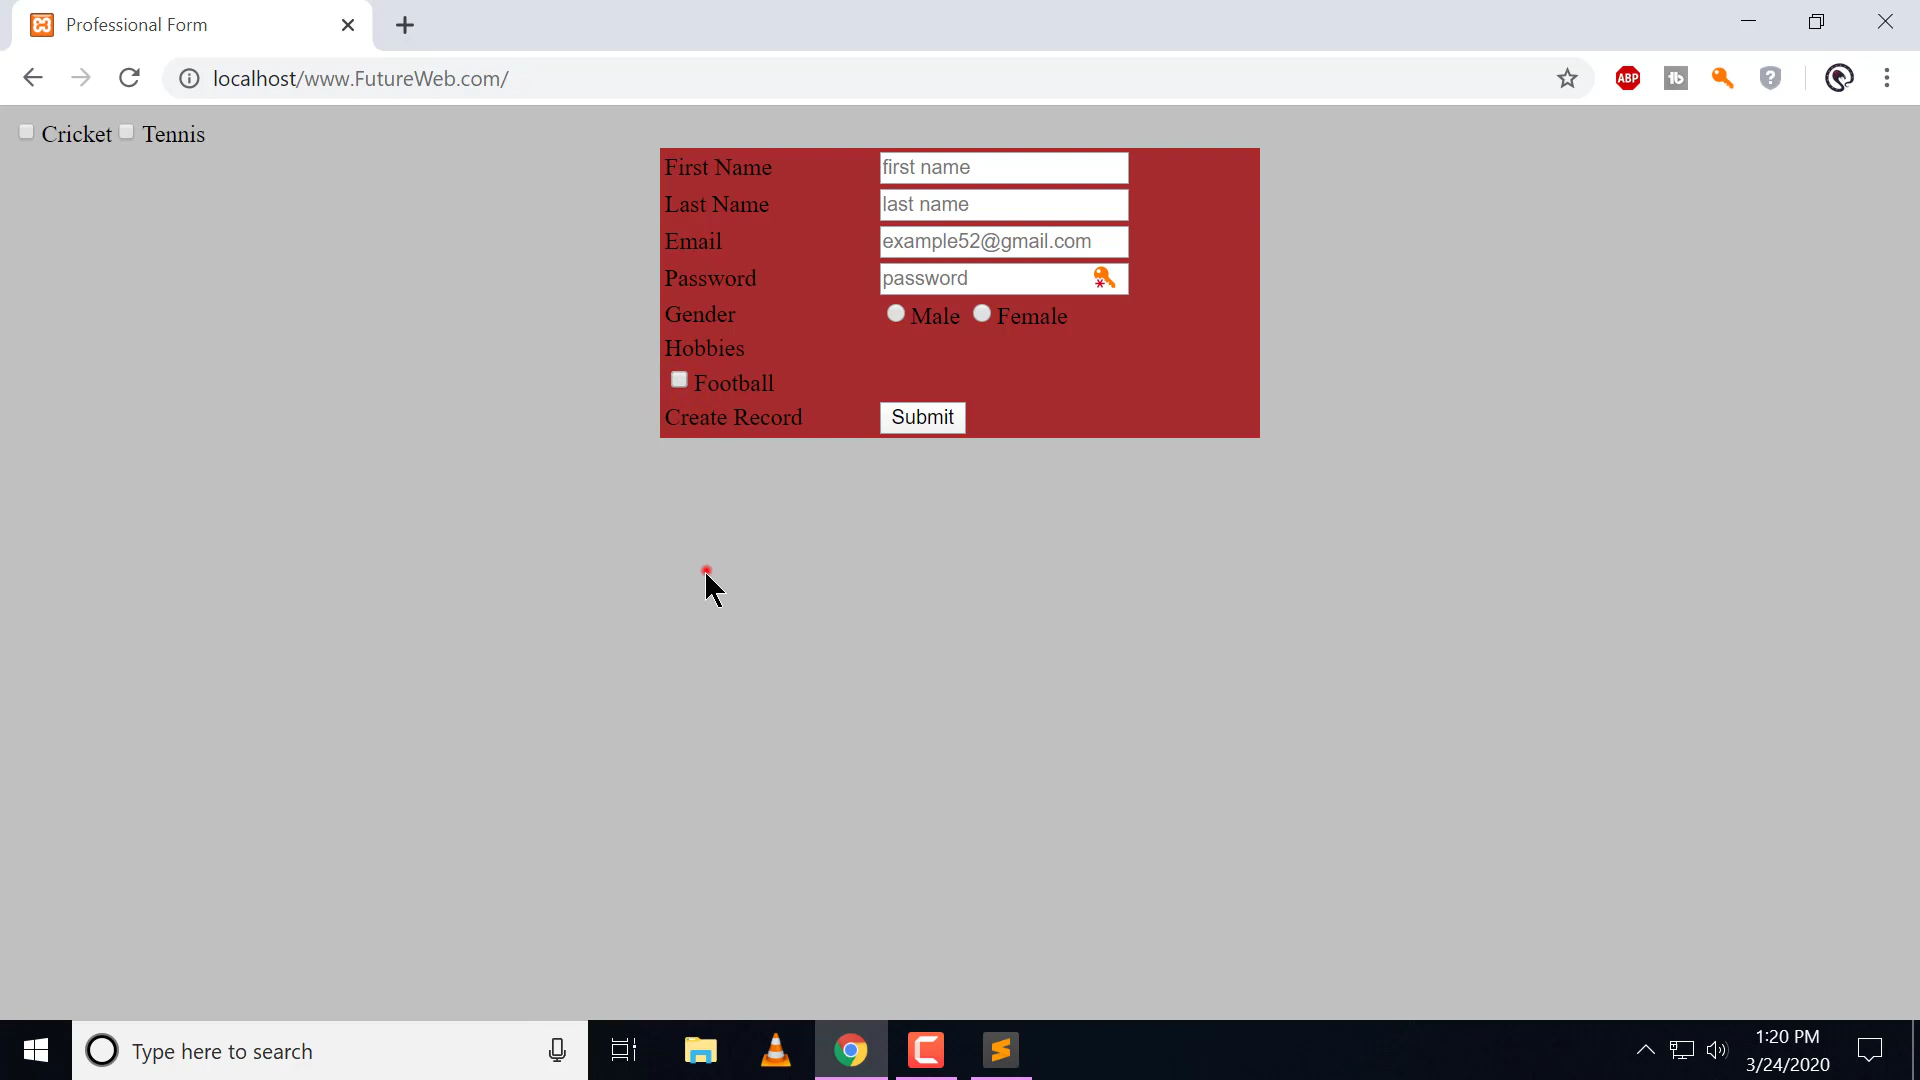 Professional Form
localhost/www.FutureWeb.com/
ABP
Cricket Tennis
First Name first name
Last Name last name
Email example52@gmail.com
Password password
Gender Male Female
Hobbies
Football
Create Record Submit
Type here to search
1:20 PM
3/24/2020